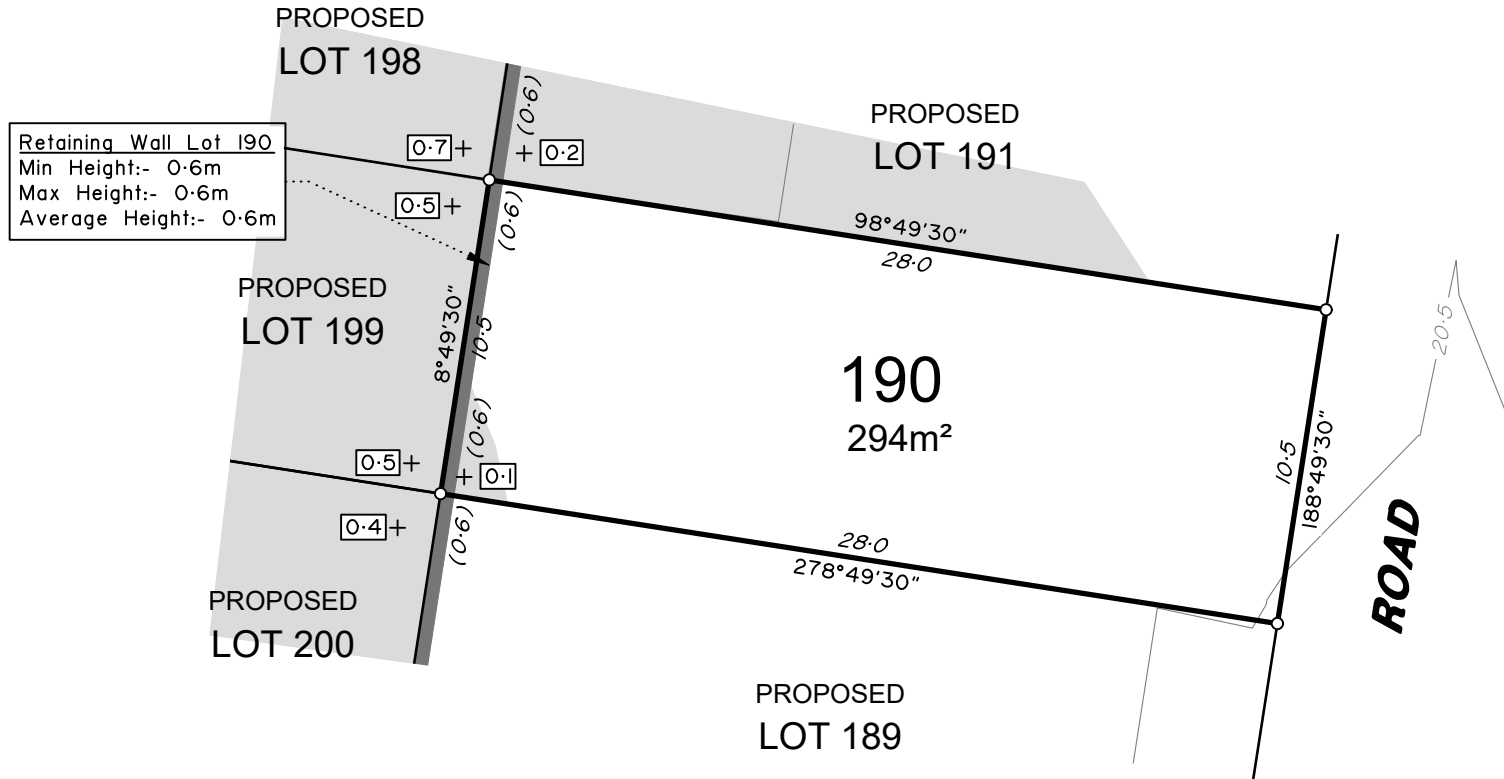 PROPOSED
LOT 198
(0·6)
PROPOSED
LOT 191
Retaining Wall Lot 190
Min Height:- 0·6m
Max Height:- 0·6m
Average Height:- 0·6m
0·7
0·2
0·5
(0·6)
98°49'30"
28·0
PROPOSED
LOT 199
8°49'30"
10·5
20·5
190
294m²
(0·6)
0·5
0·1
10·5
188°49'30"
0·4
(0·6)
28·0
278°49'30"
ROAD
PROPOSED
LOT 200
PROPOSED
LOT 189